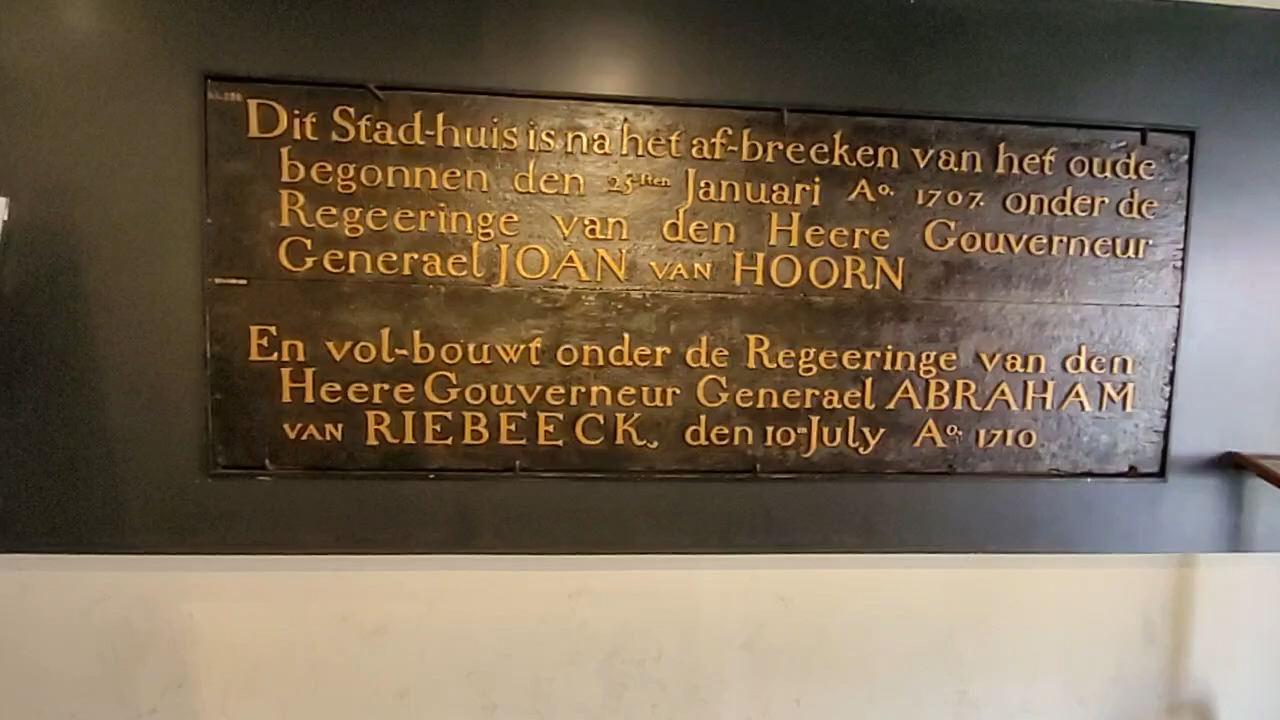 Dit Stad-huis is na het af-breeken van het oude
begonnen den 25-sten Januari Aº. 1707. onder de
Regeeringe van den Heere Gouverneur
Generael JOAN VAN HOORN
En vol-bouwt onder de Regeeringe van den
Heere Gouverneur Generael ABRAHAM
VAN RIEBEECK, den 10-July Aº: 1710.